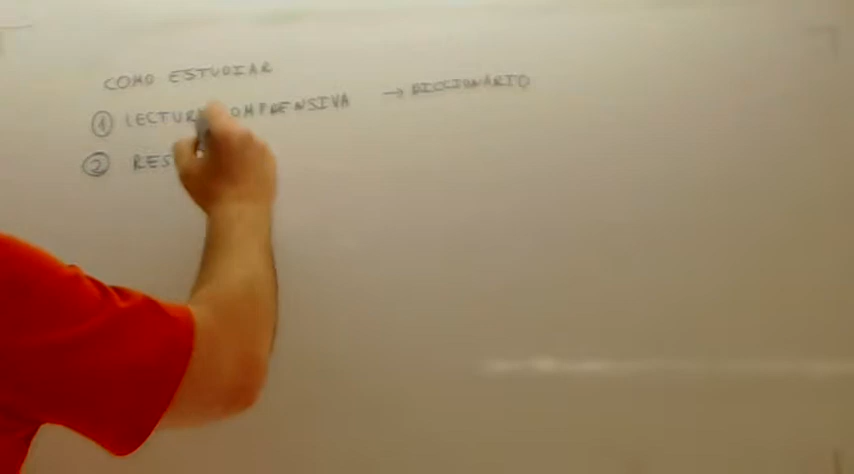 COMO ESTUDIAR
① LECTUR OMPRENSIVA → DICCIONARIO
② RES